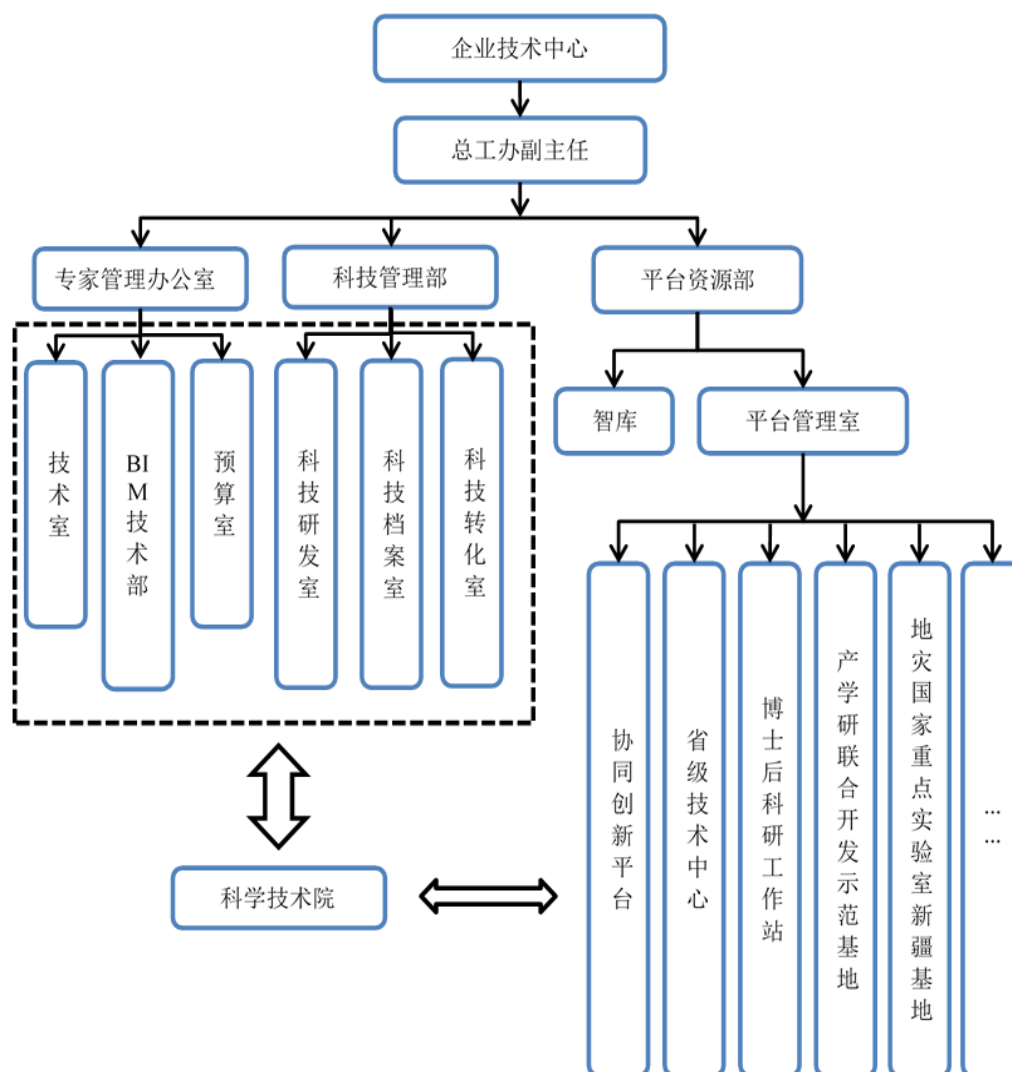 企业技术中心
总工办副主任
专家管理办公室
科技管理部
平台资源部
技术室
BIM技术部
预算室
科技研发室
科技档案室
科技转化室
智库
平台管理室
协同创新平台
省级技术中心
博士后科研工作站
产学研联合开发示范基地
地灾国家重点实验室新疆基地
……
科学技术院